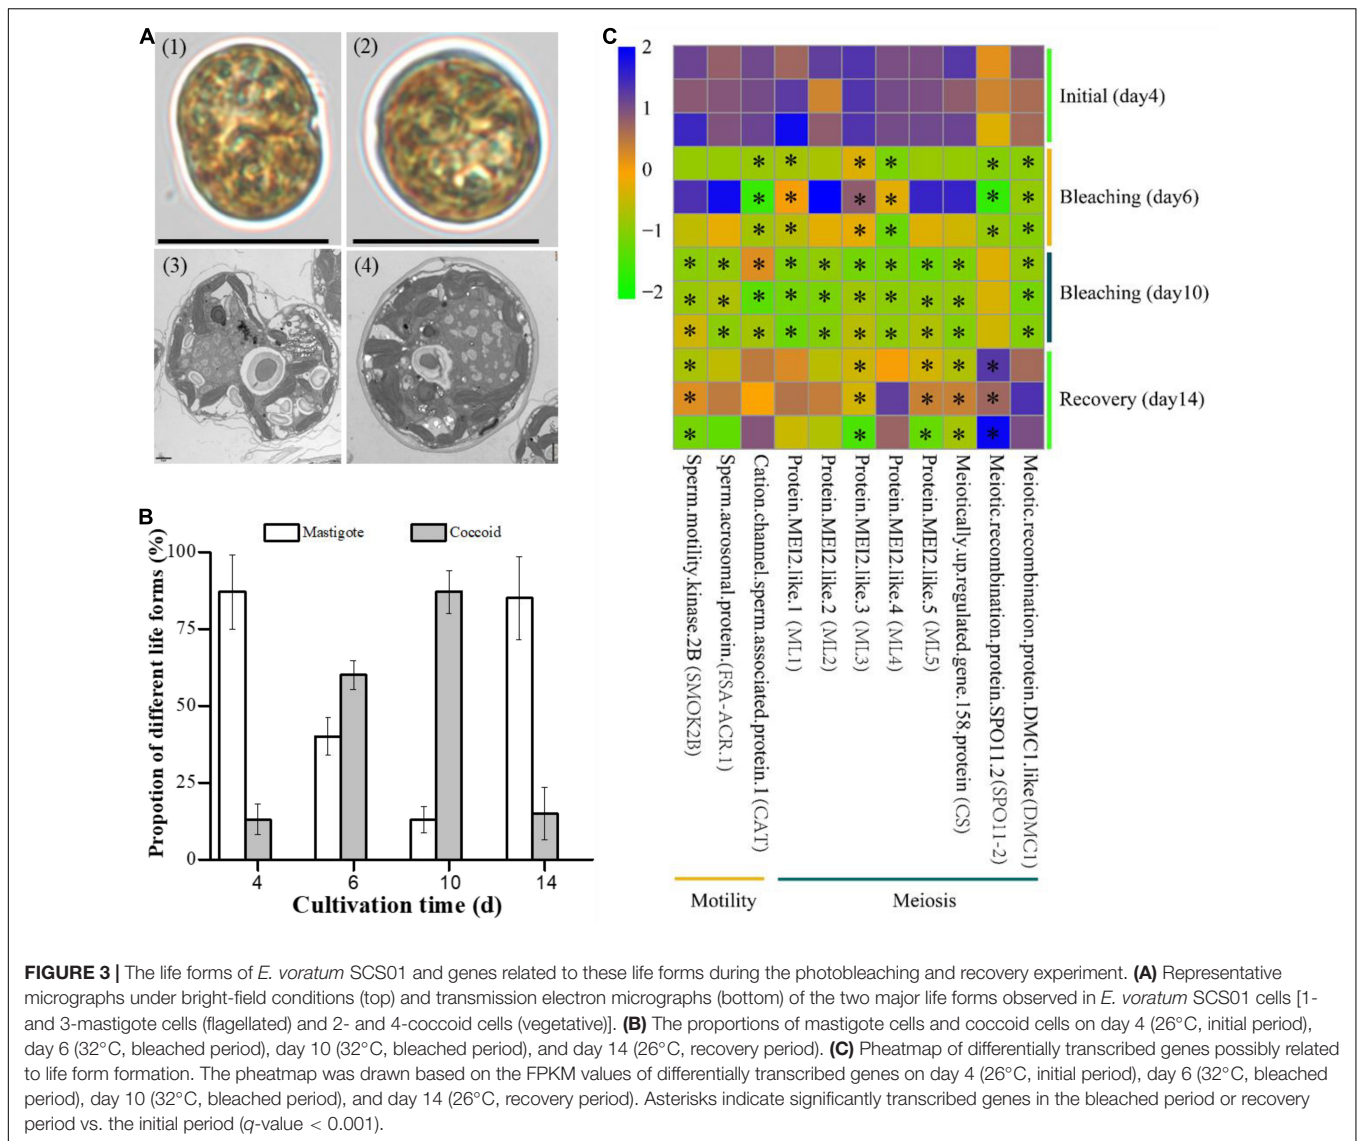 A
(1)
(2)
(3)
(4)
B
Mastigote
Coccoid
Propotion of different life forms (%)
100
75
50
25
0
4
6
10
14
Cultivation time (d)
C
2
1
0
−1
−2
* * * * * *
* * * * * *
* * * * * *
* * * * * * * * * *
* * * * * * * * * *
* * * * * * * * * *
* * * * *
* * * * *
* * * * *
Initial (day4)
Bleaching (day6)
Bleaching (day10)
Recovery (day14)
Sperm.motility.kinase.2B (SMOK2B)
Sperm.acrosomal.protein.(FSA-ACR.1)
Cation.channel.sperm.associated.protein.1 (CAT)
Protein.MEI2.like.1 (ML1)
Protein.MEI2.like.2 (ML2)
Protein.MEI2.like.3 (ML3)
Protein.MEI2.like.4 (ML4)
Protein.MEI2.like.5 (ML5)
Meiotically.up.regulated.gene.158.protein (CS)
Meiotic.recombination.protein.SPO11.2(SPO11-2)
Meiotic.recombination.protein.DMC1.like(DMC1)
Motility
Meiosis
FIGURE 3 | The life forms of E. voratum SCS01 and genes related to these life forms during the photobleaching and recovery experiment. (A) Representative
micrographs under bright-field conditions (top) and transmission electron micrographs (bottom) of the two major life forms observed in E. voratum SCS01 cells [1-
and 3-mastigote cells (flagellated) and 2- and 4-coccoid cells (vegetative)]. (B) The proportions of mastigote cells and coccoid cells on day 4 (26°C, initial period),
day 6 (32°C, bleached period), day 10 (32°C, bleached period), and day 14 (26°C, recovery period). (C) Pheatmap of differentially transcribed genes possibly related
to life form formation. The pheatmap was drawn based on the FPKM values of differentially transcribed genes on day 4 (26°C, initial period), day 6 (32°C, bleached
period), day 10 (32°C, bleached period), and day 14 (26°C, recovery period). Asterisks indicate significantly transcribed genes in the bleached period or recovery
period vs. the initial period (q-value < 0.001).